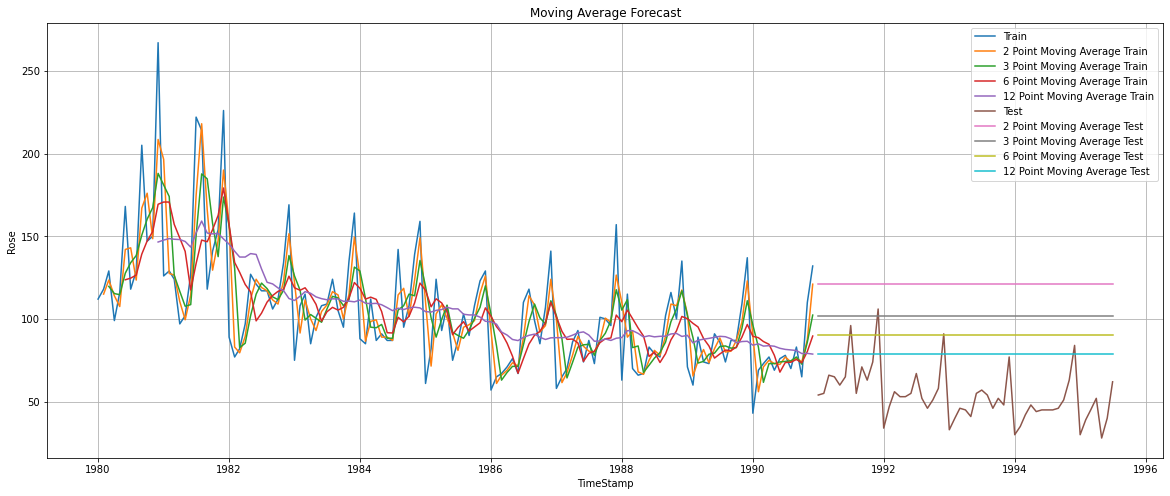 Moving Average Forecast
Train
2 Point Moving Average Train
3 Point Moving Average Train
6 Point Moving Average Train
12 Point Moving Average Train
Test
2 Point Moving Average Test
3 Point Moving Average Test
6 Point Moving Average Test
12 Point Moving Average Test
250
200
150
100
50
Rose
1980 1982 1984 1986 1988 1990 1992 1994 1996
TimeStamp